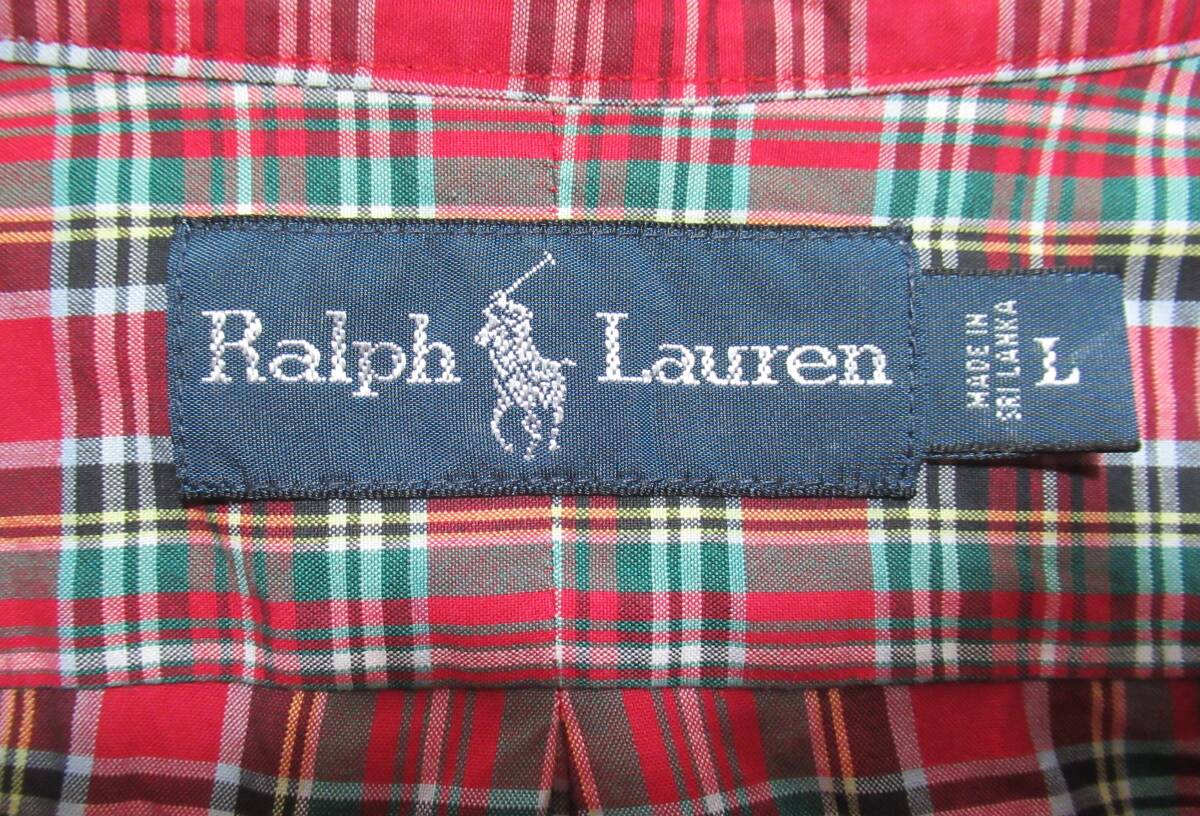 Ralph Lauren
MADE IN
SRI LANKA
L